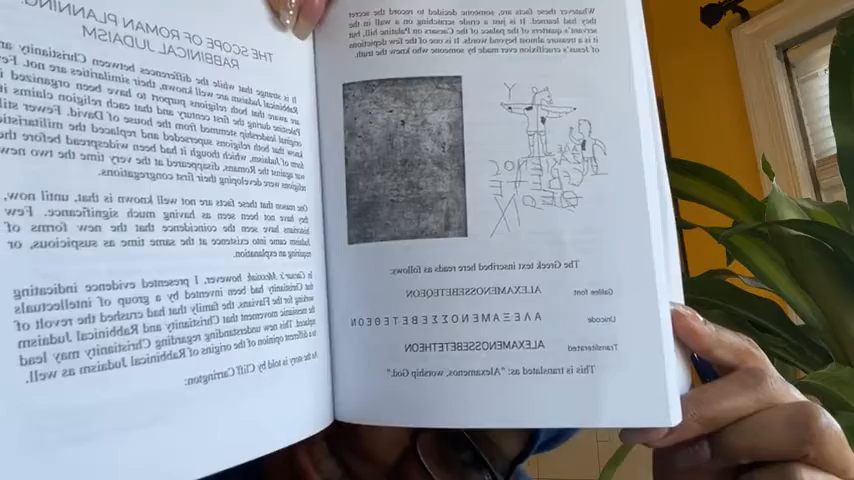 Whatever these facts are, someone decided to record the secret
they had learned. It is just a crude scratching on a wall in the
servant's quarters of the palace of the Caesars on Palatine hill, but
it is a treasure almost beyond words. It is one of the few depictions
of Jesus's crucifixion ever made by someone who knew the truth.
The Greek text inscribed here reads as follows:
Galilee font ALEXAMENOSSEBETEQEON
Unicode Α Λ Ε Ξ Α Μ Ε Ν Ο Σ Σ Ε Β Ε Τ Ε Θ Ε Ο Ν
Transliterated ALEXAMENOSSEBETETHEON
This is translated as: "Alexamenos, worship God."
THE SCOPE OF ROMAN PLANNING
RABBINICAL JUDAISM
It is strange that while the differences between Christianity
Rabbinical Judaism are well known, their similarities are not.
aware that both religions purport to have been organized
Palestine during the first century and that each religion claims
original leadership stemmed from the house of David. Fewer still
know that both religions superseded and replaced the militaristic
form of Judaism, which though it had been widespread before the
war against the Romans, disappeared at the very time the two new
religions were developing their first congregations.
One reason that these facts are not well known is that, until now,
they have not been seen as having much significance. Few
historians have seen the coincidence that the new forms of
Judaism came into existence at the same time as suspicious, or
requiring an explanation.
In Caesar's Messiah, however, I presented evidence indicating
that Christianity had been invented by a group of intellectuals
working for the Flavians, the family that had crushed the revolt of
the messianic movement that Christianity and Rabbinical Judaism
replaced. This new understanding regarding Christianity may lead
to a different opinion of the origins of Rabbinical Judaism as well.
As the story is told by Cliff Carrington: